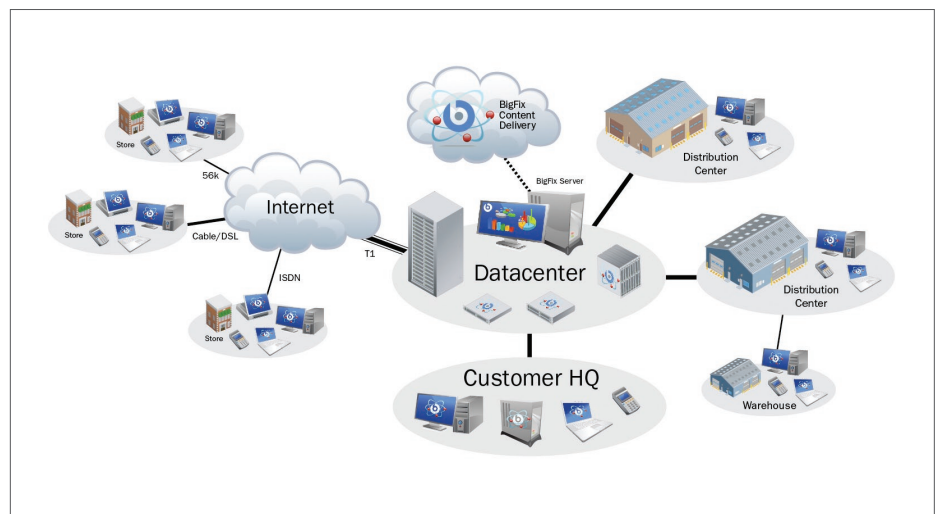 BigFix
Content
Delivery
BigFix Server
Store
56k
Internet
Store
Cable/DSL
T1
ISDN
Store
Datacenter
Distribution
Center
Distribution
Center
Warehouse
Customer HQ